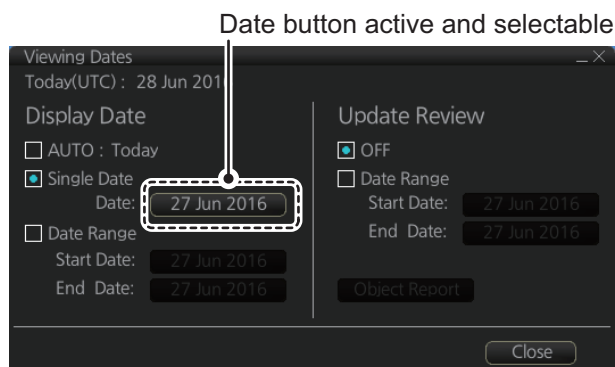 Date button active and selectable
Viewing Dates
Today(UTC) : 28 Jun 201
Display Date
AUTO : Today
Single Date
Date: 27 Jun 2016
Date Range
Start Date: 27 Jun 2016
End Date: 27 Jun 2016
Update Review
OFF
Date Range
Start Date: 27 Jun 2016
End Date: 27 Jun 2016
Object Report
Close